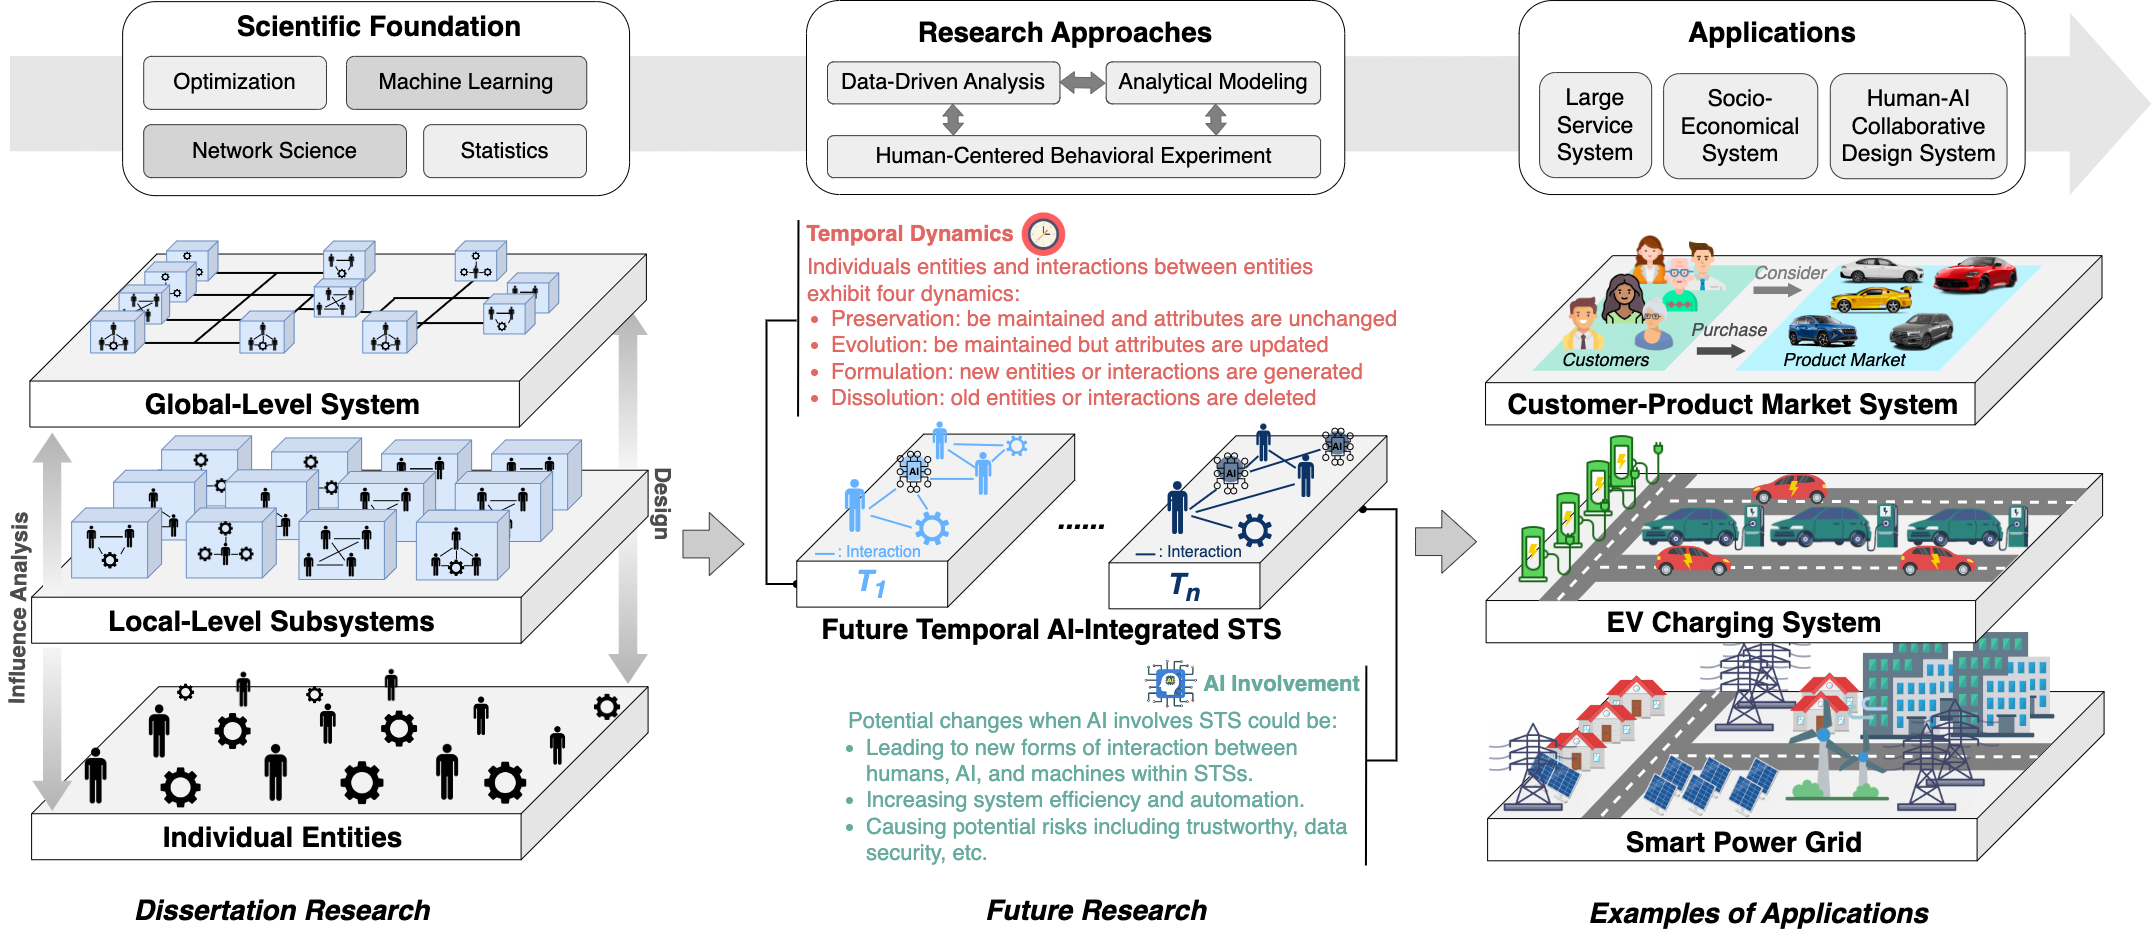 Scientific Foundation
Optimization
Machine Learning
Network Science
Statistics
Research Approaches
Data-Driven Analysis
Analytical Modeling
Human-Centered Behavioral Experiment
Applications
Large
Service
System
Socio-
Economical
System
Human-AI
Collaborative
Design System
Global-Level System
Local-Level Subsystems
Individual Entities
Influence Analysis
Design
Dissertation Research
Temporal Dynamics
Individuals entities and interactions between entities
exhibit four dynamics:
• Preservation: be maintained and attributes are unchanged
• Evolution: be maintained but attributes are updated
• Formulation: new entities or interactions are generated
• Dissolution: old entities or interactions are deleted
AI
— : Interaction
T1
......
AI
AI
— : Interaction
Tn
Future Temporal AI-Integrated STS
AI
AI Involvement
Potential changes when AI involves STS could be:
• Leading to new forms of interaction between
humans, AI, and machines within STSs.
• Increasing system efficiency and automation.
• Causing potential risks including trustworthy, data
security, etc.
Future Research
Consider
Purchase
Customers
Product Market
Customer-Product Market System
EV Charging System
Smart Power Grid
Examples of Applications